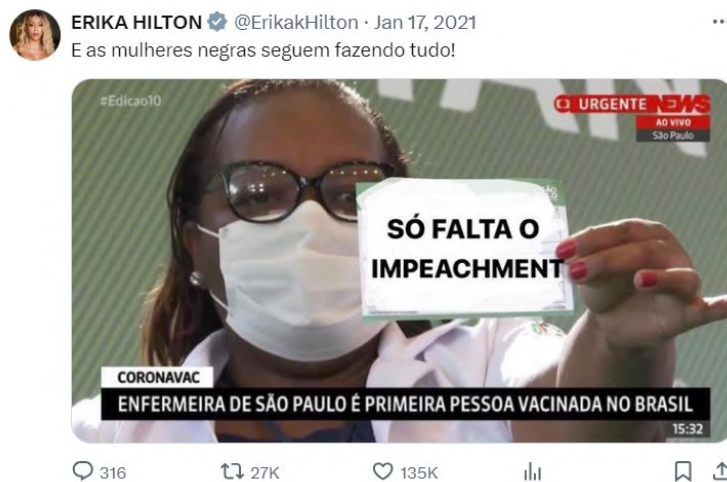 ERIKA HILTON @ErikakHilton · Jan 17, 2021
E as mulheres negras seguem fazendo tudo!
#Edicao10
URGENTE NEWS
AO VIVO
São Paulo
SÓ FALTA O
IMPEACHMENT
CORONAVAC
ENFERMEIRA DE SÃO PAULO É PRIMEIRA PESSOA VACINADA NO BRASIL
15:32
316 27K 135K